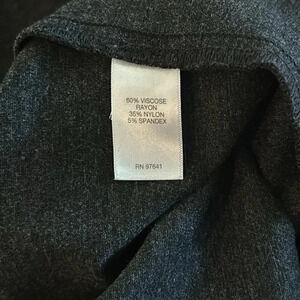 60% VISCOSE
RAYON
35% NYLON
5% SPANDEX
RN 97641